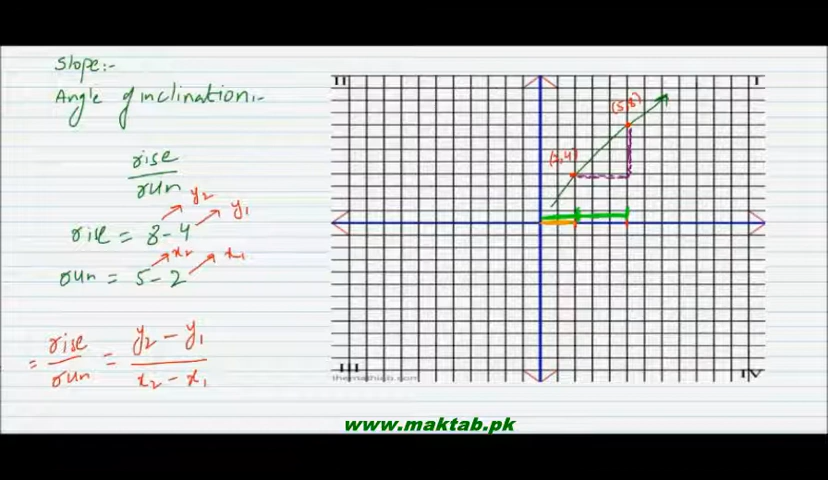 Slope:-
Angle of inclination:-
rise
run
y2
y1
rise = 8-4
x2
x1
run = 5-2
= rise/run = y2 - y1 / x2 - x1
II
I
(5,8)
(2,4)
III
IV
www.maktab.pk